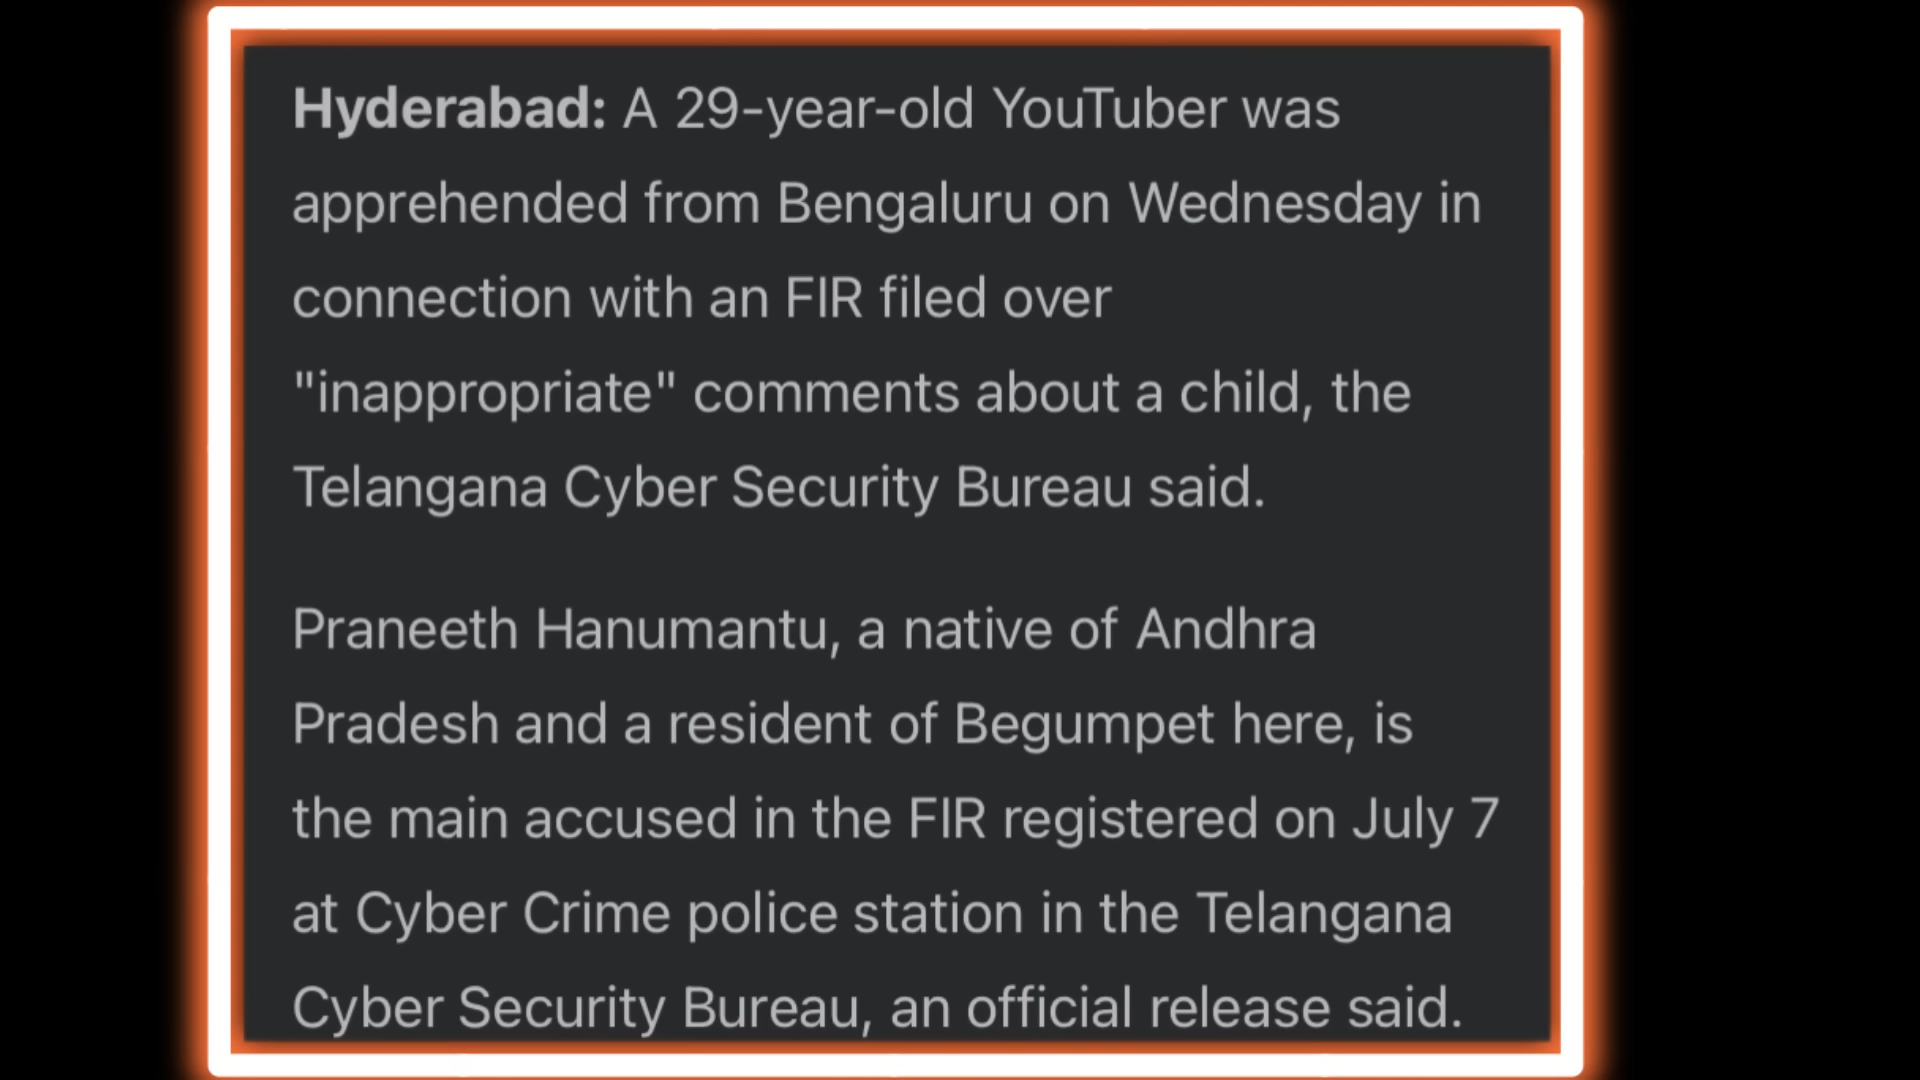 Hyderabad: A 29-year-old YouTuber was
apprehended from Bengaluru on Wednesday in
connection with an FIR filed over
"inappropriate" comments about a child, the
Telangana Cyber Security Bureau said.
Praneeth Hanumantu, a native of Andhra
Pradesh and a resident of Begumpet here, is
the main accused in the FIR registered on July 7
at Cyber Crime police station in the Telangana
Cyber Security Bureau, an official release said.